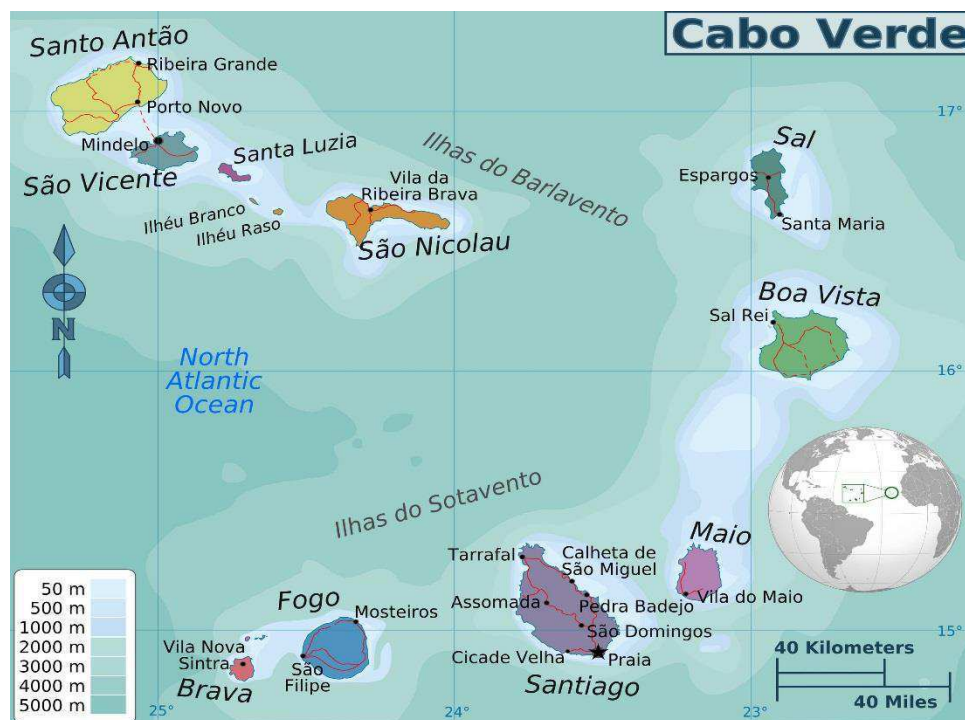 Cabo Verde
Santo Antão
Ribeira Grande
Porto Novo
Mindelo
São Vicente
Santa Luzia
Ilhéu Branco
Ilhéu Raso
Vila da
Ribeira Brava
São Nicolau
Ilhas do Barlavento
17°
Sal
Espargos
Santa Maria
Boa Vista
Sal Rei
N
North
Atlantic
Ocean
16°
Ilhas do Sotavento
Maio
Vila do Maio
Tarrafal
Calheta de
São Miguel
Assomada
Pedra Badejo
São Domingos
Cicade Velha
Praia
Santiago
Fogo
Mosteiros
São
Filipe
Vila Nova
Sintra
Brava
15°
50 m
500 m
1000 m
2000 m
3000 m
4000 m
5000 m
25°
24°
23°
40 Kilometers
40 Miles